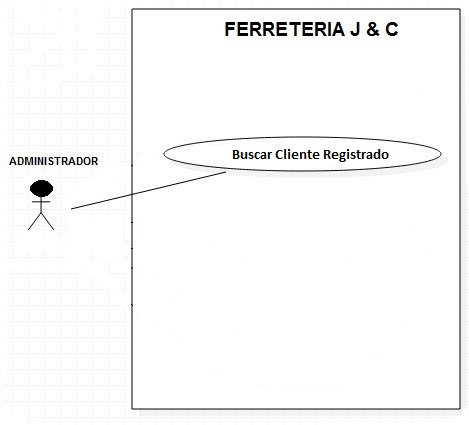 FERRETERIA J & C
Buscar Cliente Registrado
ADMINISTRADOR